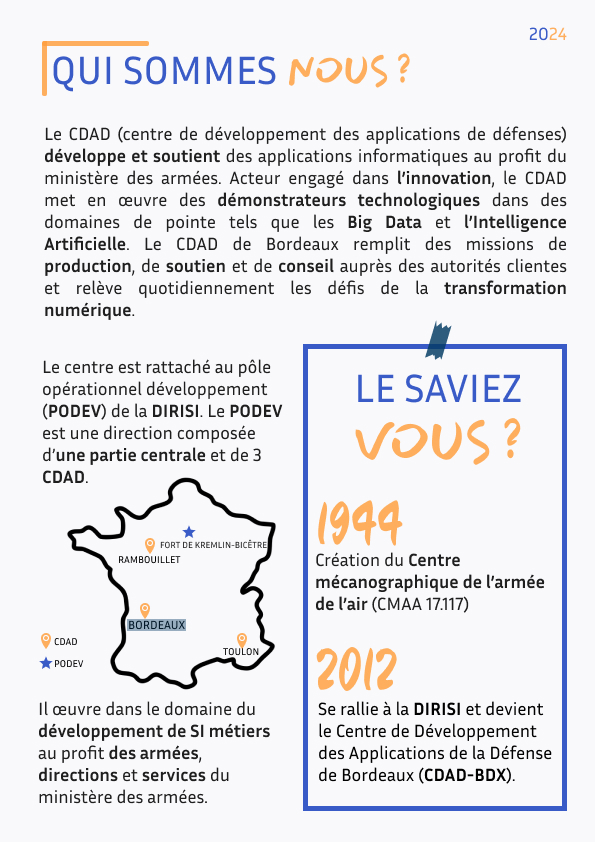 2024
QUI SOMMES NOUS ?
Le CDAD (centre de développement des applications de défenses)
développe et soutient des applications informatiques au profit du
ministère des armées. Acteur engagé dans l'innovation, le CDAD
met en œuvre des démonstrateurs technologiques dans des
domaines de pointe tels que les Big Data et l'Intelligence
Artificielle. Le CDAD de Bordeaux remplit des missions de
production, de soutien et de conseil auprès des autorités clientes
et relève quotidiennement les défis de la transformation
numérique.
Le centre est rattaché au pôle
opérationnel développement
(PODEV) de la DIRISI. Le PODEV
est une direction composée
d'une partie centrale et de 3
CDAD.
FORT DE KREMLIN-BICÊTRE
RAMBOUILLET
BORDEAUX
TOULON
CDAD
PODEV
Il œuvre dans le domaine du
développement de SI métiers
au profit des armées,
directions et services du
ministère des armées.
LE SAVIEZ
VOUS ?
1944
Création du Centre
mécanographique de l'armée
de l'air (CMAA 17.117)
2012
Se rallie à la DIRISI et devient
le Centre de Développement
des Applications de la Défense
de Bordeaux (CDAD-BDX).